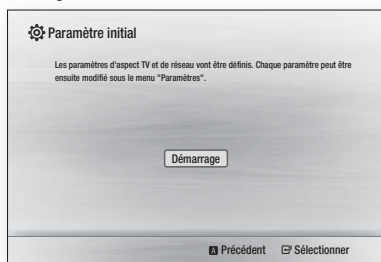 Paramètre initial
Les paramètres d'aspect TV et de réseau vont être définis. Chaque paramètre peut être
ensuite modifié sous le menu "Paramètres".
Démarrage
A Précédent Sélectionner